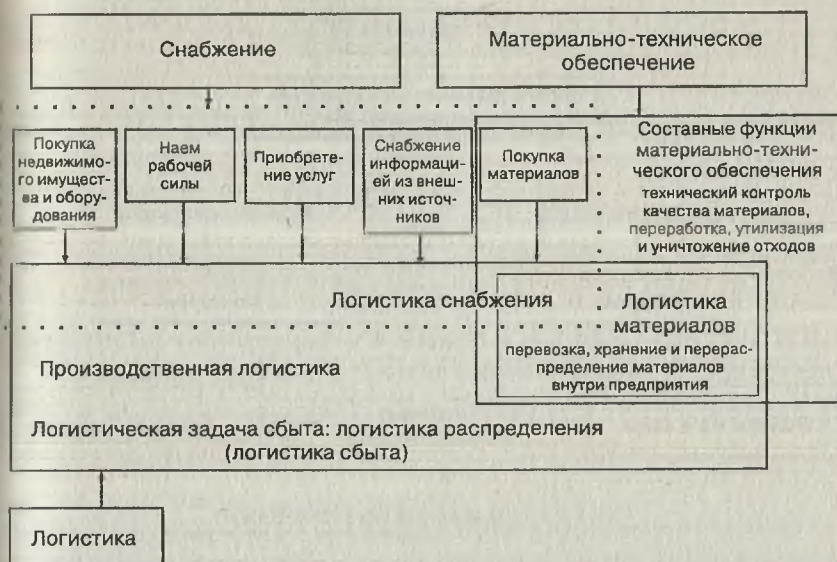 Снабжение
Материально-техническое
обеспечение
Покупка
недвижимо-
го имущест-
ва и обору-
дования
Наем
рабочей
силы
Приобрете-
ние услуг
Снабжение
информаци-
ей из внеш-
них источ-
ников
Покупка
материалов
Составные функции
материально-техни-
ческого обеспечения
технический контроль
качества материалов,
переработка, утилизация
и уничтожение отходов
Логистика снабжения
Логистика
материалов
перевозка, хранение и перерас-
пределение материалов
внутри предприятия
Производственная логистика
Логистическая задача сбыта: логистика распределения
(логистика сбыта)
Логистика